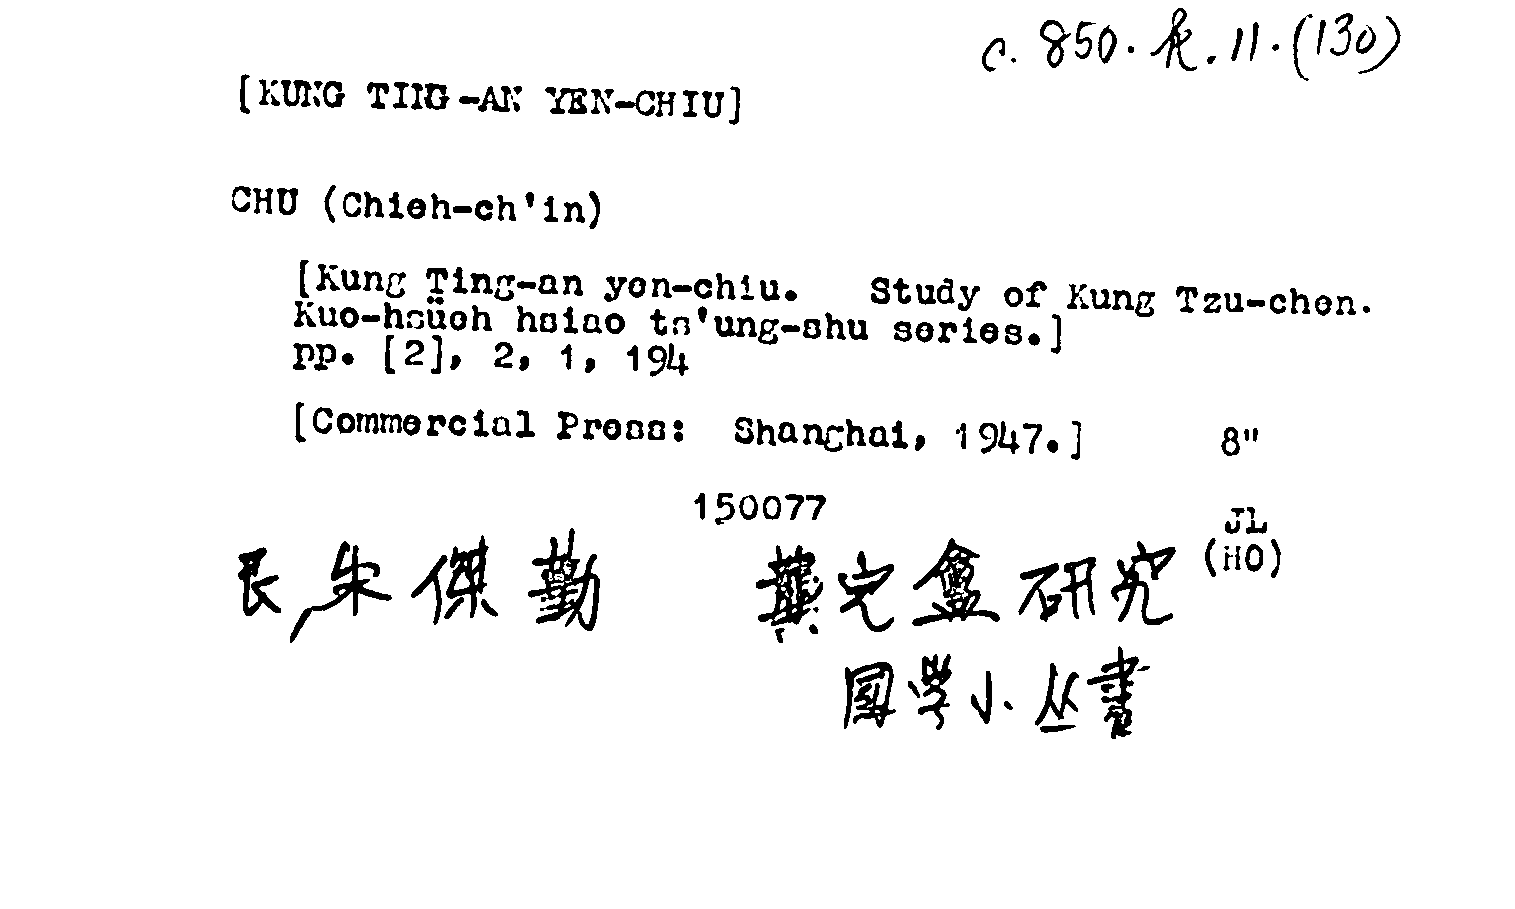 c. 850. k. 11. (130)
[KUNG TING-AN YEN-CHIU]
CHU (Chieh-ch'in)
[Kung Ting-an yen-chiu. Study of Kung Tzu-chen.
Kuo-hsüeh hsiao ts'ung-shu series.]
pp. [2], 2, 1, 194
[Commercial Press: Shanghai, 1947.] 8"
150077
JL
(HO)
朱傑勤 龔定盦研究
國學小丛書